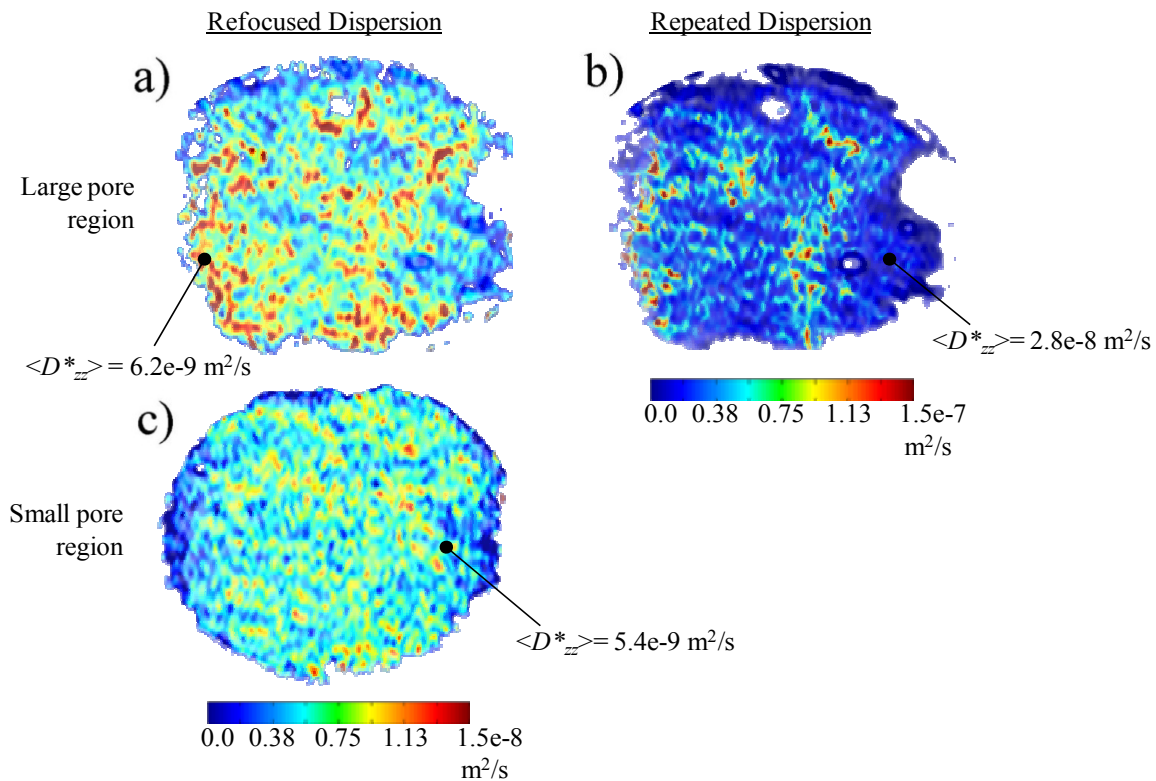 Refocused Dispersion
Repeated Dispersion
a)
b)
Large pore
region
<D*zz> = 6.2e-9 m²/s
<D*zz>= 2.8e-8 m²/s
0.0 0.38 0.75 1.13 1.5e-7
m²/s
c)
Small pore
region
<D*zz>= 5.4e-9 m²/s
0.0 0.38 0.75 1.13 1.5e-8
m²/s